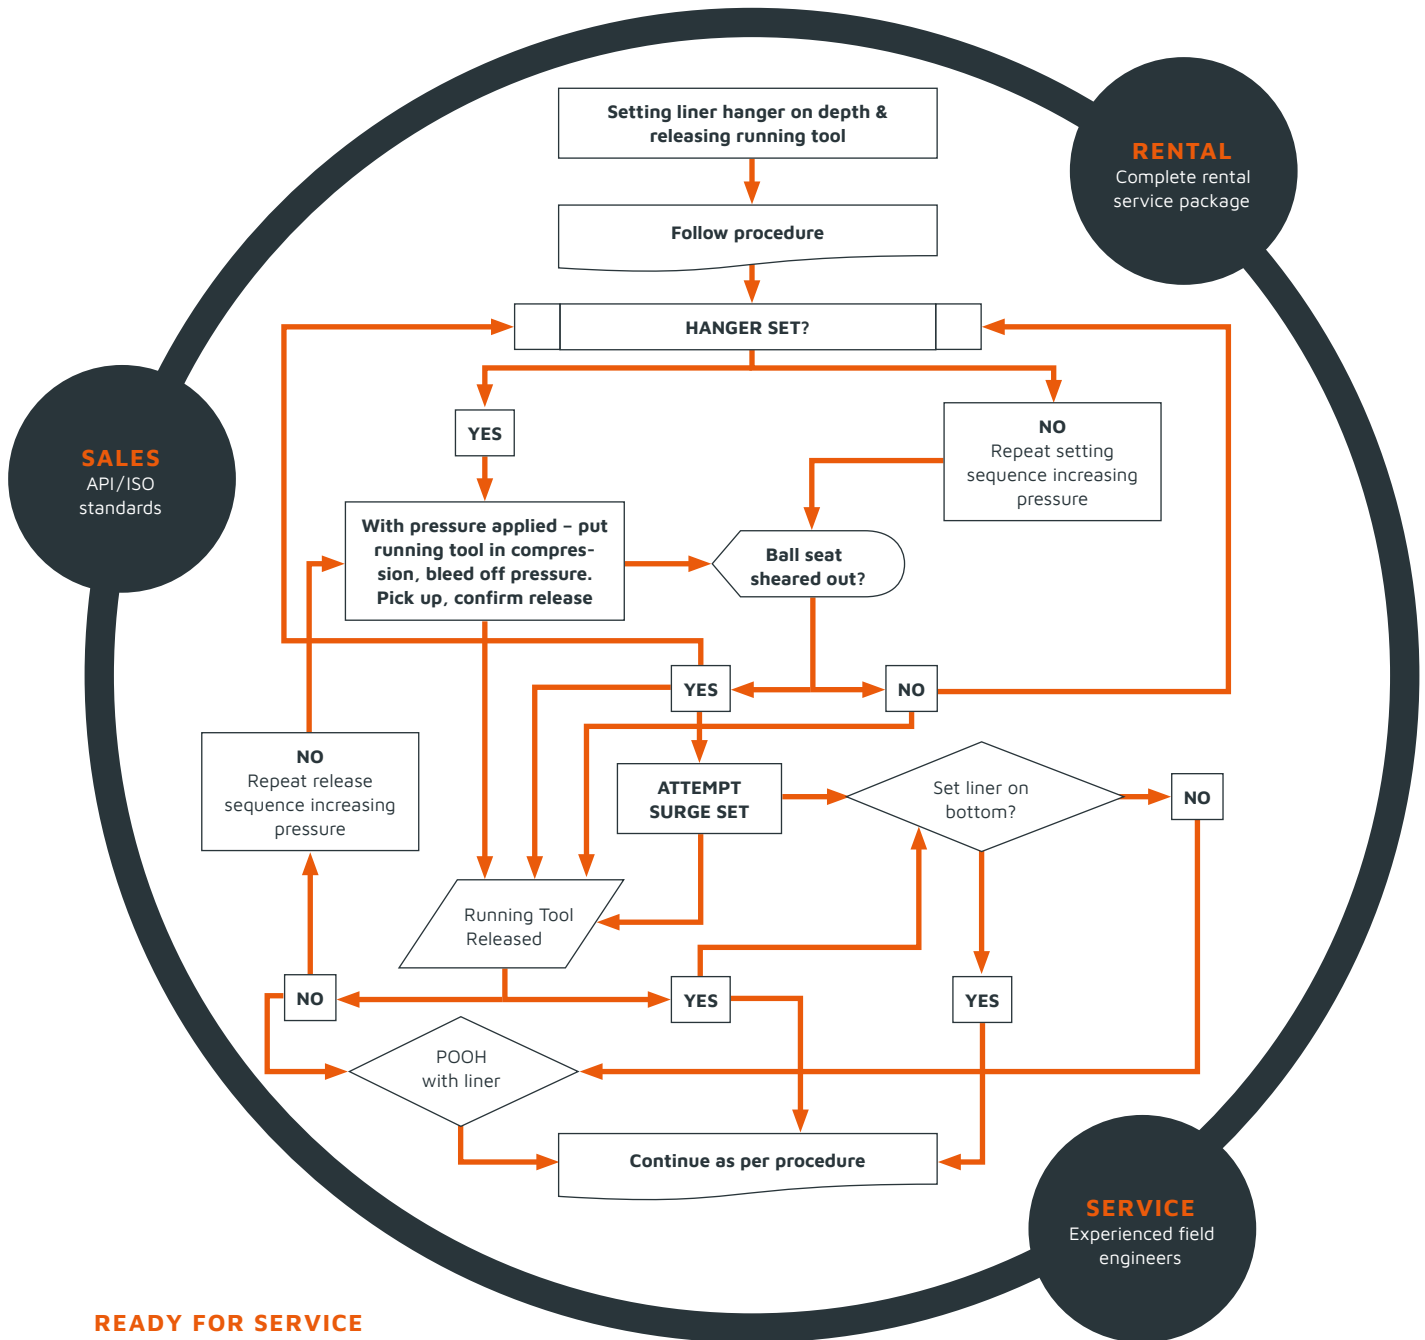 Setting liner hanger on depth &
releasing running tool
RENTAL
Complete rental
service package
Follow procedure
HANGER SET?
YES
NO
Repeat setting
sequence increasing
pressure
SALES
API/ISO
standards
With pressure applied – put
running tool in compres-
sion, bleed off pressure.
Pick up, confirm release
Ball seat
sheared out?
YES
NO
NO
Repeat release
sequence increasing
pressure
ATTEMPT
SURGE SET
Set liner on
bottom?
NO
Running Tool
Released
NO
YES
YES
POOH
with liner
Continue as per procedure
SERVICE
Experienced field
engineers
READY FOR SERVICE